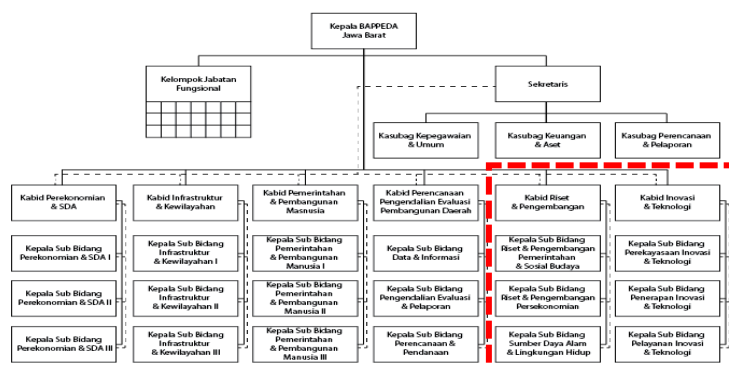 Kepala BAPPEDA
Jawa Barat
Kelompok Jabatan
Fungsional
Sekretaris
Kasubag Kepegawaian
& Umum
Kasubag Keuangan
& Aset
Kasubag Perencanaan
& Pelaporan
Kabid Perekonomian
& SDA
Kabid Infrastruktur
& Kewilayahan
Kabid Pemerintahan
& Pembangunan
Masnusia
Kabid Perencanaan
Pengendalian Evaluasi
Pembangunan Daerah
Kabid Riset
& Pengembangan
Kabid Inovasi
& Teknologi
Kepala Sub Bidang
Perekonomian & SDA I
Kepala Sub Bidang
Infrastruktur
& Kewilayahan I
Kepala Sub Bidang
Pemerintahan
& Pembangunan
Manusia I
Kepala Sub Bidang
Data & Informasi
Kepala Sub Bidang
Riset & Pengembangan
Pemerintahan
& Sosial Budaya
Kepala Sub Bidang
Perekayasaan Inovasi
& Teknologi
Kepala Sub Bidang
Perekonomian & SDA II
Kepala Sub Bidang
Infrastruktur
& Kewilayahan II
Kepala Sub Bidang
Pemerintahan
& Pembangunan
Manusia II
Kepala Sub Bidang
Pengendalian Evaluasi
& Pelaporan
Kepala Sub Bidang
Riset & Pengembangan
Persekonomian
Kepala Sub Bidang
Penerapan Inovasi
& Teknologi
Kepala Sub Bidang
Perekonomian & SDA III
Kepala Sub Bidang
Infrastruktur
& Kewilayahan III
Kepala Sub Bidang
Pemerintahan
& Pembangunan
Manusia III
Kepala Sub Bidang
Perencanaan &
Pendanaan
Kepala Sub Bidang
Sumber Daya Alam
& Lingkungan Hidup
Kepala Sub Bidang
Pelayanan Inovasi
& Teknologi